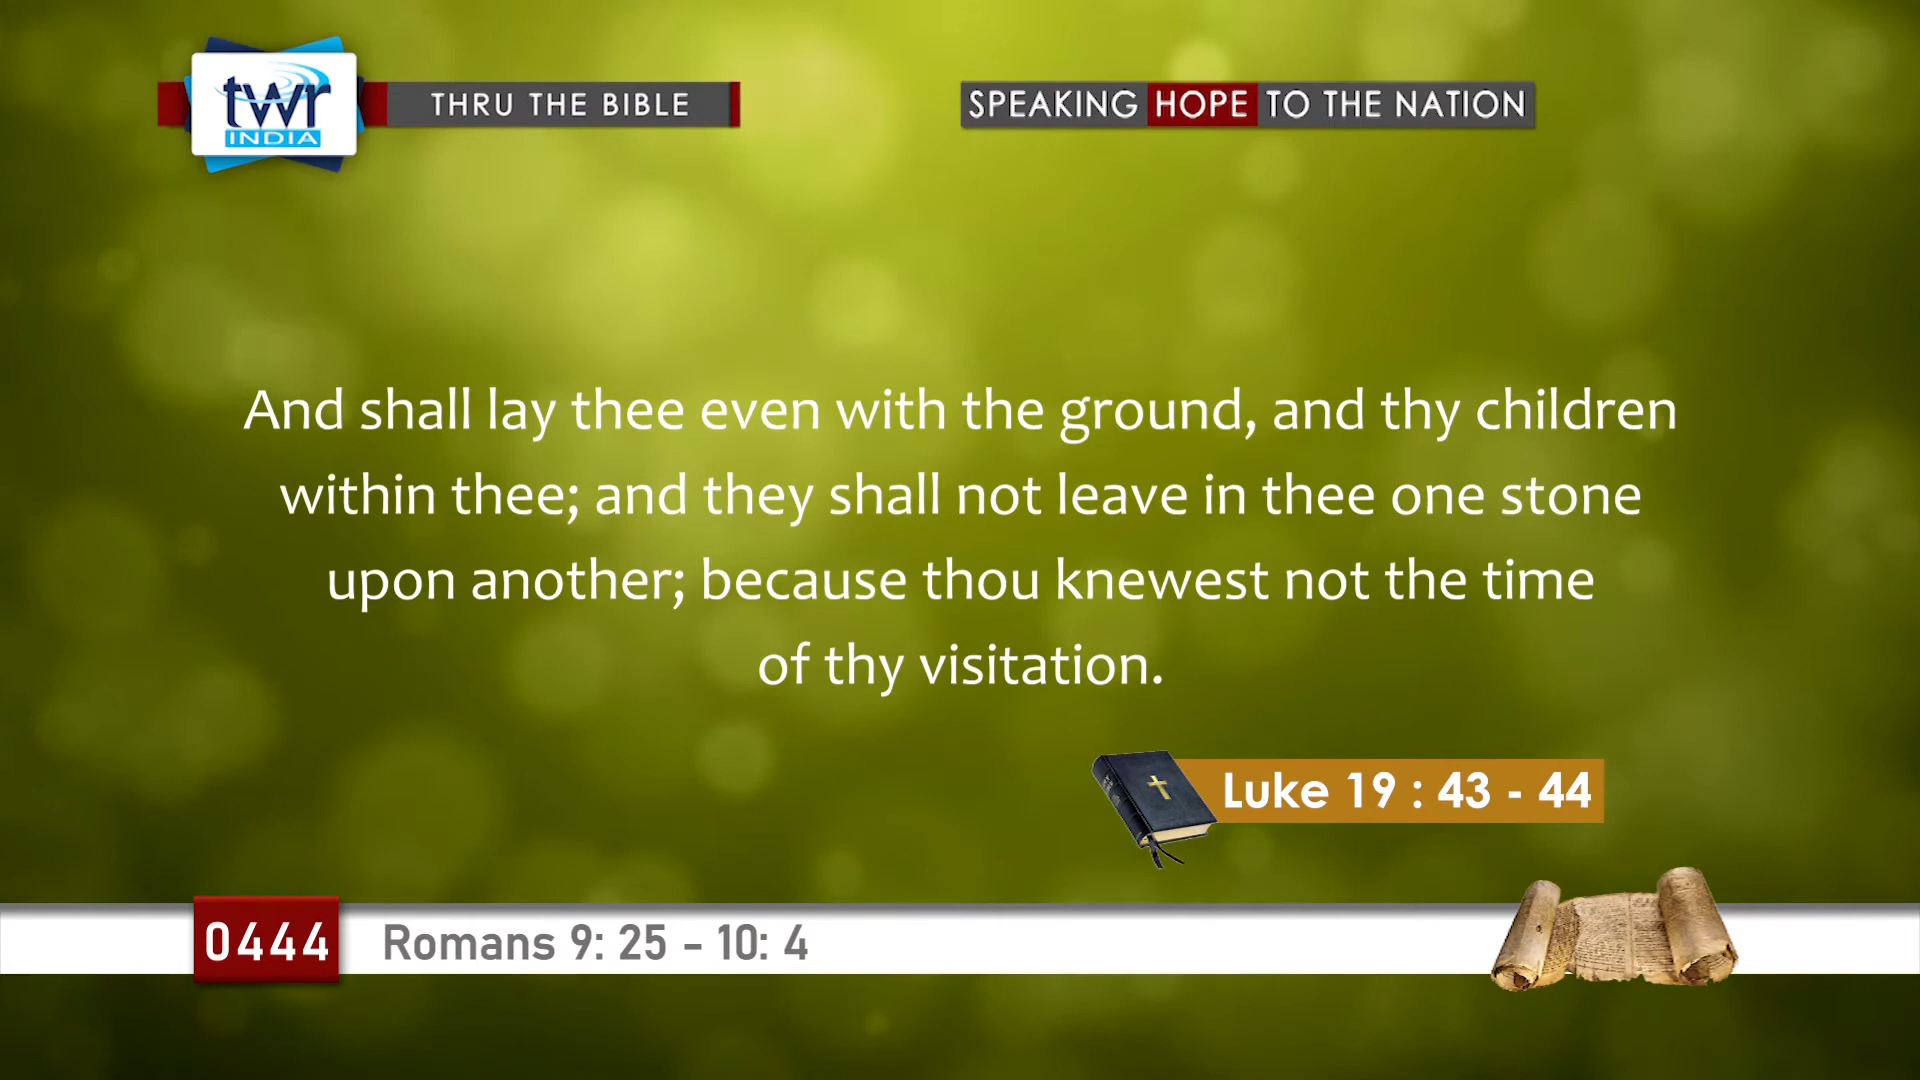 twr
INDIA
THRU THE BIBLE
SPEAKING HOPE TO THE NATION
And shall lay thee even with the ground, and thy children
within thee; and they shall not leave in thee one stone
upon another; because thou knewest not the time
of thy visitation.
Luke 19 : 43 - 44
0444
Romans 9: 25 - 10: 4